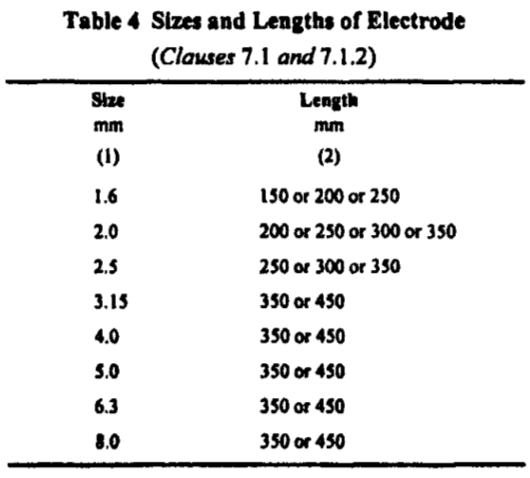 Table 4 Sizes and Lengths of Electrode
(Clauses 7.1 and 7.1.2)
Size Length
mm mm
(1) (2)
1.6 150 or 200 or 250
2.0 200 or 250 or 300 or 350
2.5 250 or 300 or 350
3.15 350 or 450
4.0 350 or 450
5.0 350 or 450
6.3 350 or 450
8.0 350 or 450